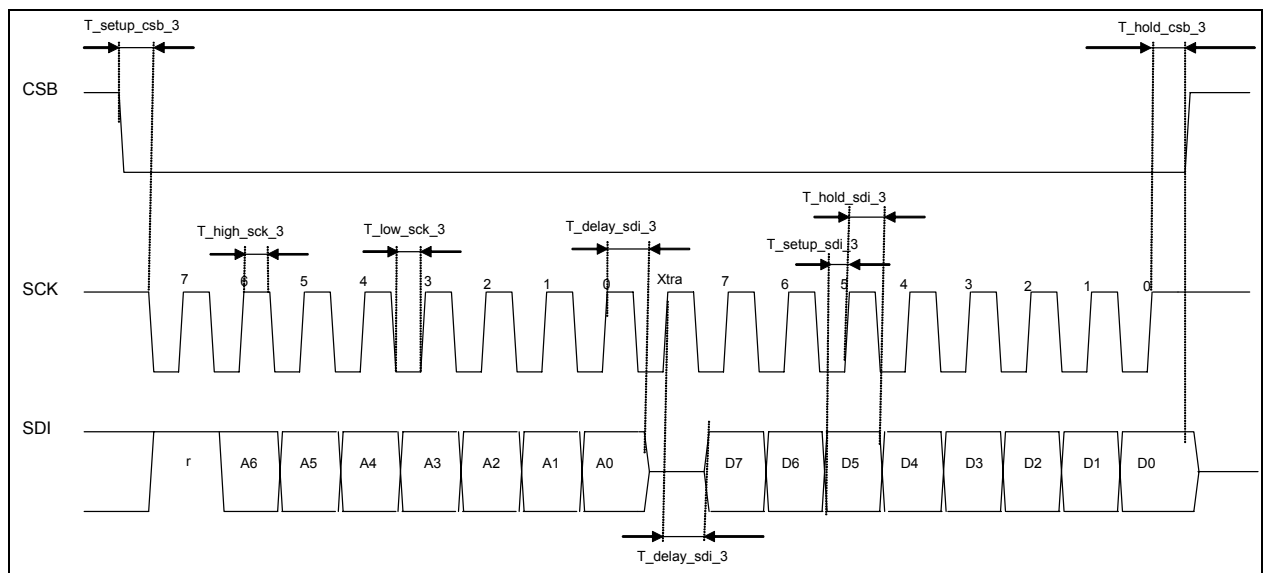 T_setup_csb_3
T_hold_csb_3
CSB
T_hold_sdi_3
T_high_sck_3
T_low_sck_3
T_delay_sdi_3
T_setup_sdi_3
SCK
7 6 5 4 3 2 1 0 Xtra 7 6 5 4 3 2 1 0
SDI
r A6 A5 A4 A3 A2 A1 A0 D7 D6 D5 D4 D3 D2 D1 D0
T_delay_sdi_3